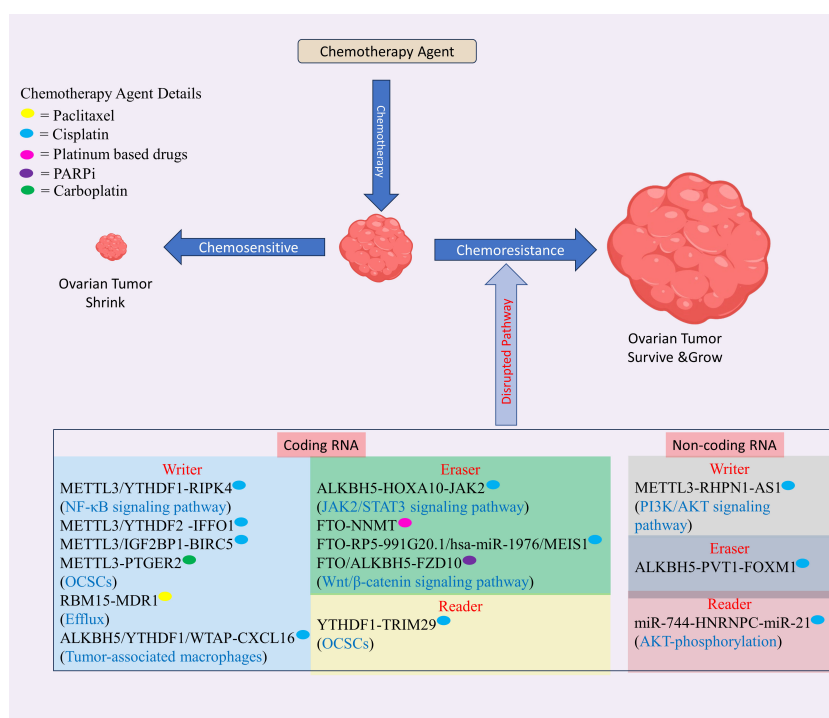 Chemotherapy Agent
Chemotherapy Agent Details
= Paclitaxel
= Cisplatin
= Platinum based drugs
= PARPi
= Carboplatin
Chemotherapy
Chemosensitive
Chemoresistance
Ovarian Tumor
Shrink
Ovarian Tumor
Survive &Grow
Disrupted Pathway
Coding RNA
Writer
METTL3/YTHDF1-RIPK4
(NF-κB signaling pathway)
METTL3/YTHDF2 -IFFO1
METTL3/IGF2BP1-BIRC5
METTL3-PTGER2
(OCSCs)
RBM15-MDR1
(Efflux)
ALKBH5/YTHDF1/WTAP-CXCL16
(Tumor-associated macrophages)
Eraser
ALKBH5-HOXA10-JAK2
(JAK2/STAT3 signaling pathway)
FTO-NNMT
FTO-RP5-991G20.1/hsa-miR-1976/MEIS1
FTO/ALKBH5-FZD10
(Wnt/β-catenin signaling pathway)
Reader
YTHDF1-TRIM29
(OCSCs)
Non-coding RNA
Writer
METTL3-RHPN1-AS1
(PI3K/AKT signaling
pathway)
Eraser
ALKBH5-PVT1-FOXM1
Reader
miR-744-HNRNPC-miR-21
(AKT-phosphorylation)